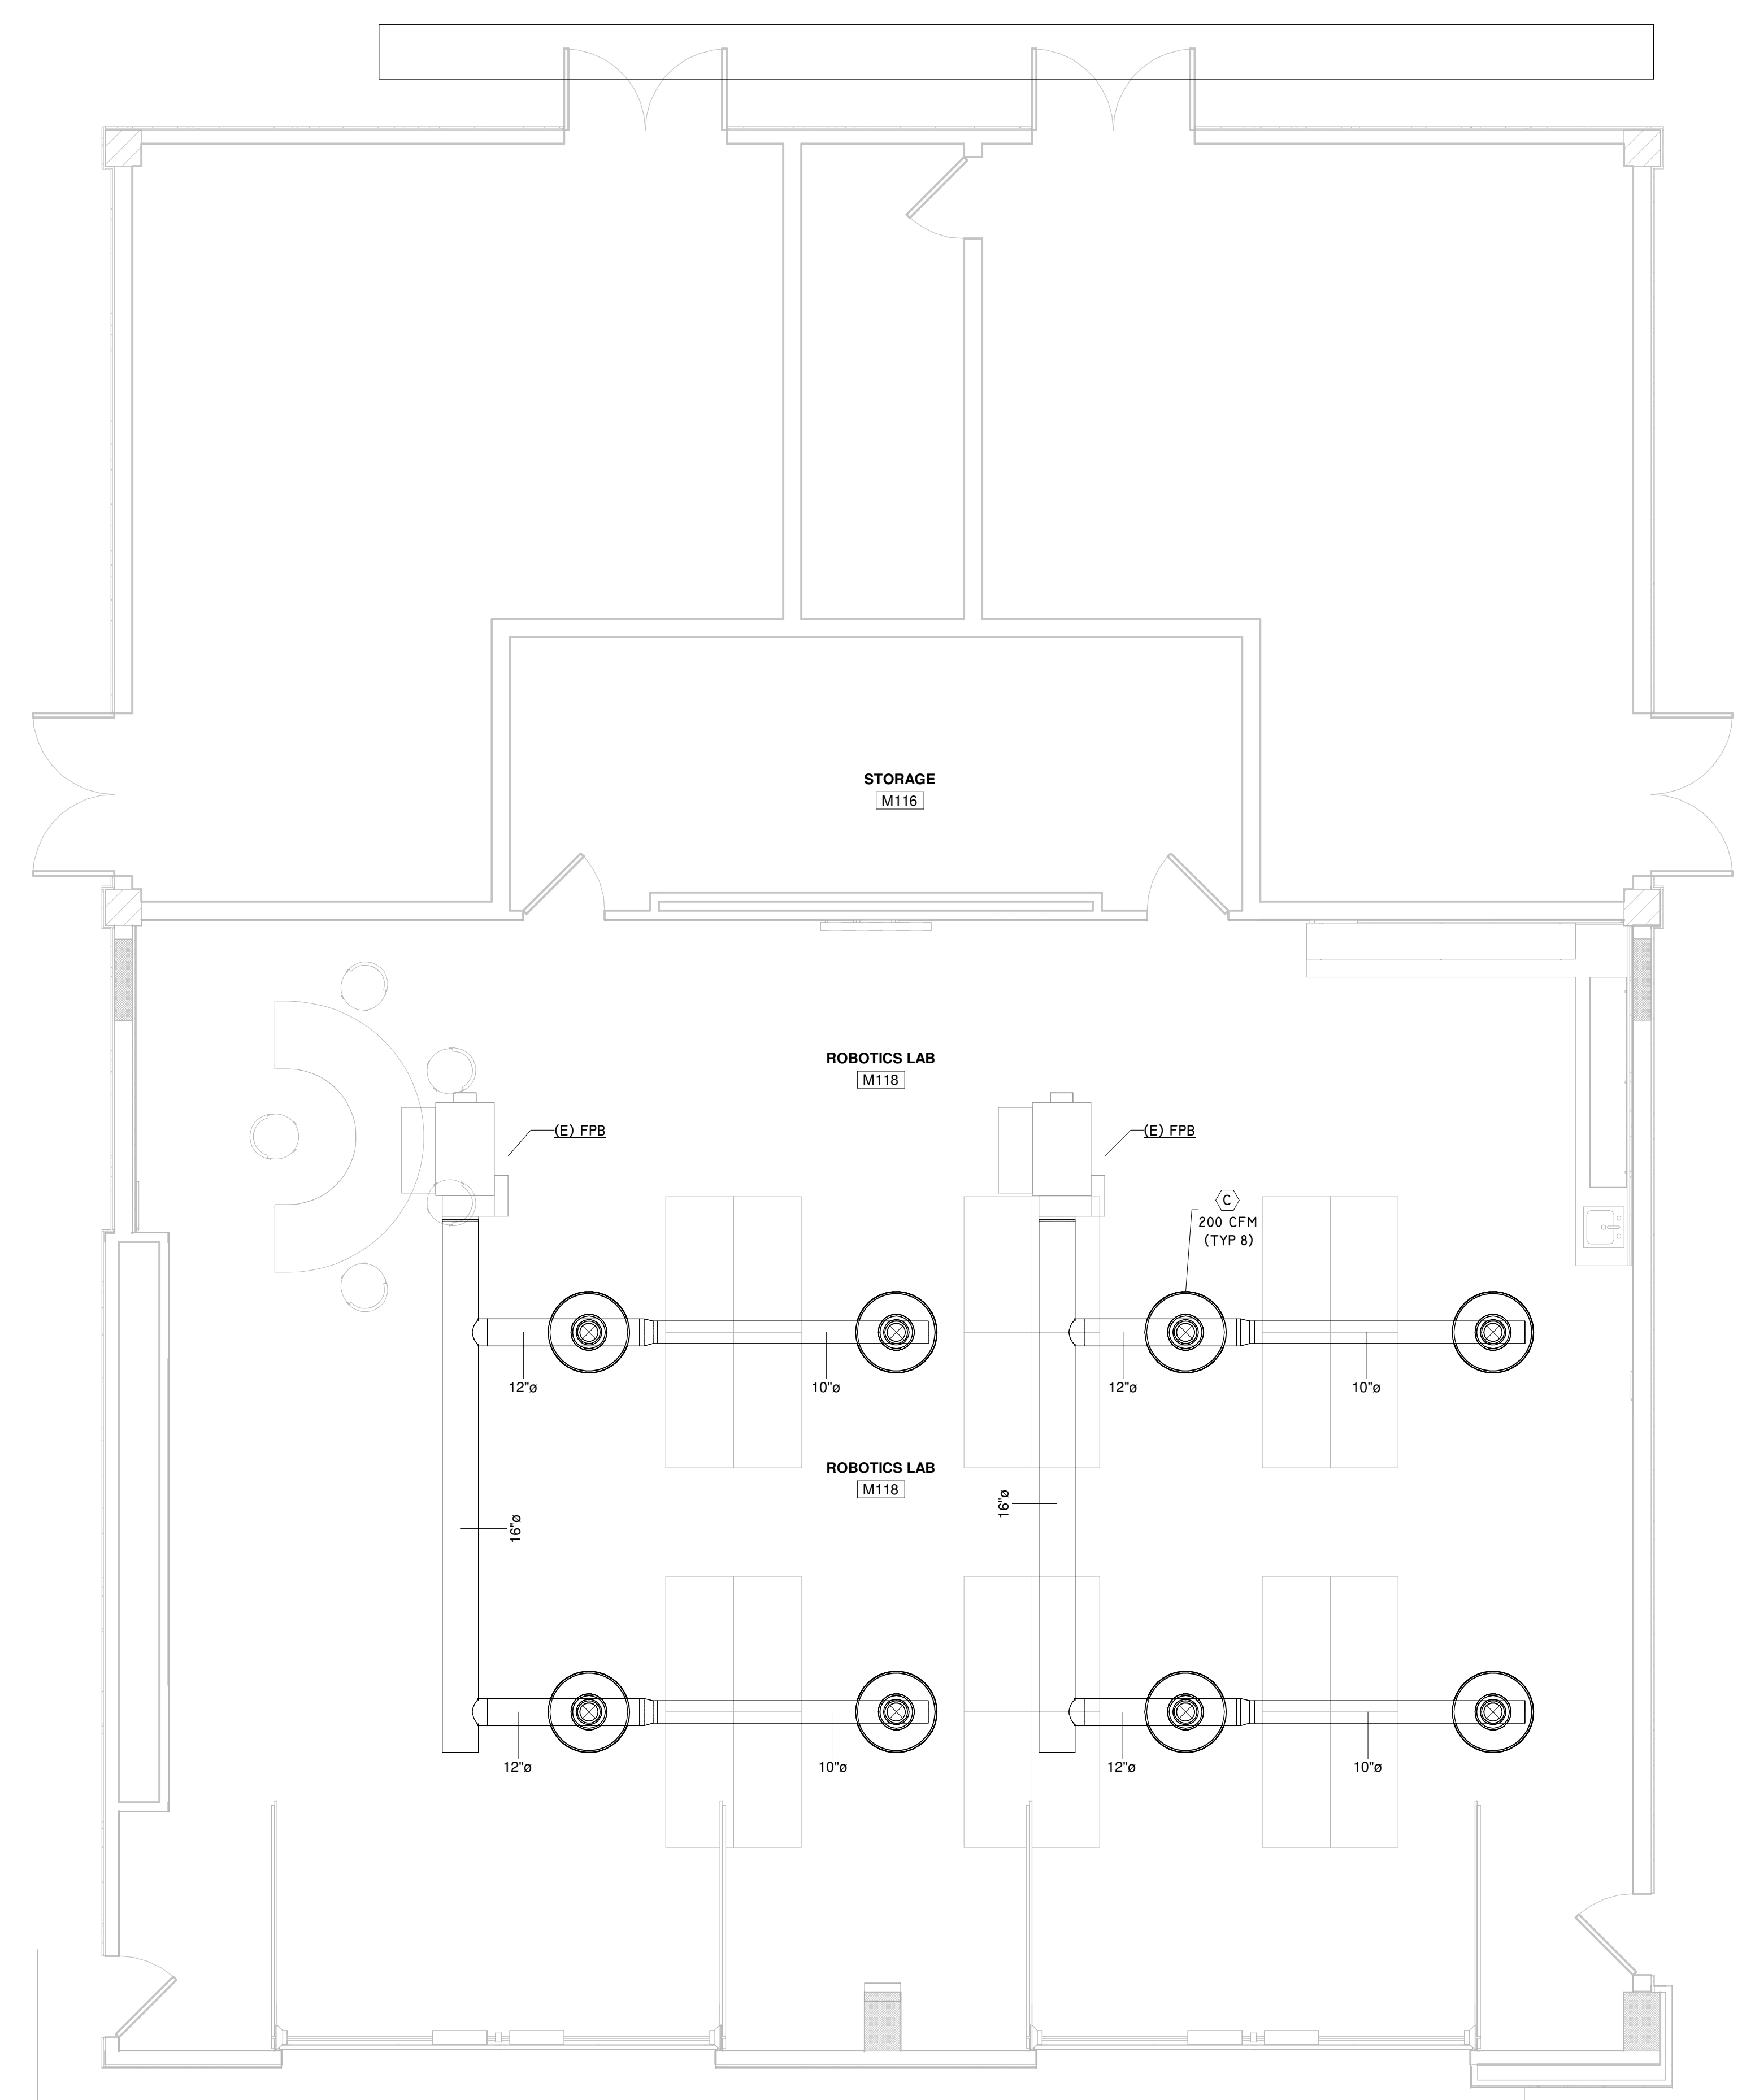 STORAGE
M116
ROBOTICS LAB
M118
(E) FPB
(E) FPB
C
200 CFM
(TYP 8)
12"ø
10"ø
12"ø
10"ø
ROBOTICS LAB
M118
16"ø
16"ø
12"ø
10"ø
12"ø
10"ø